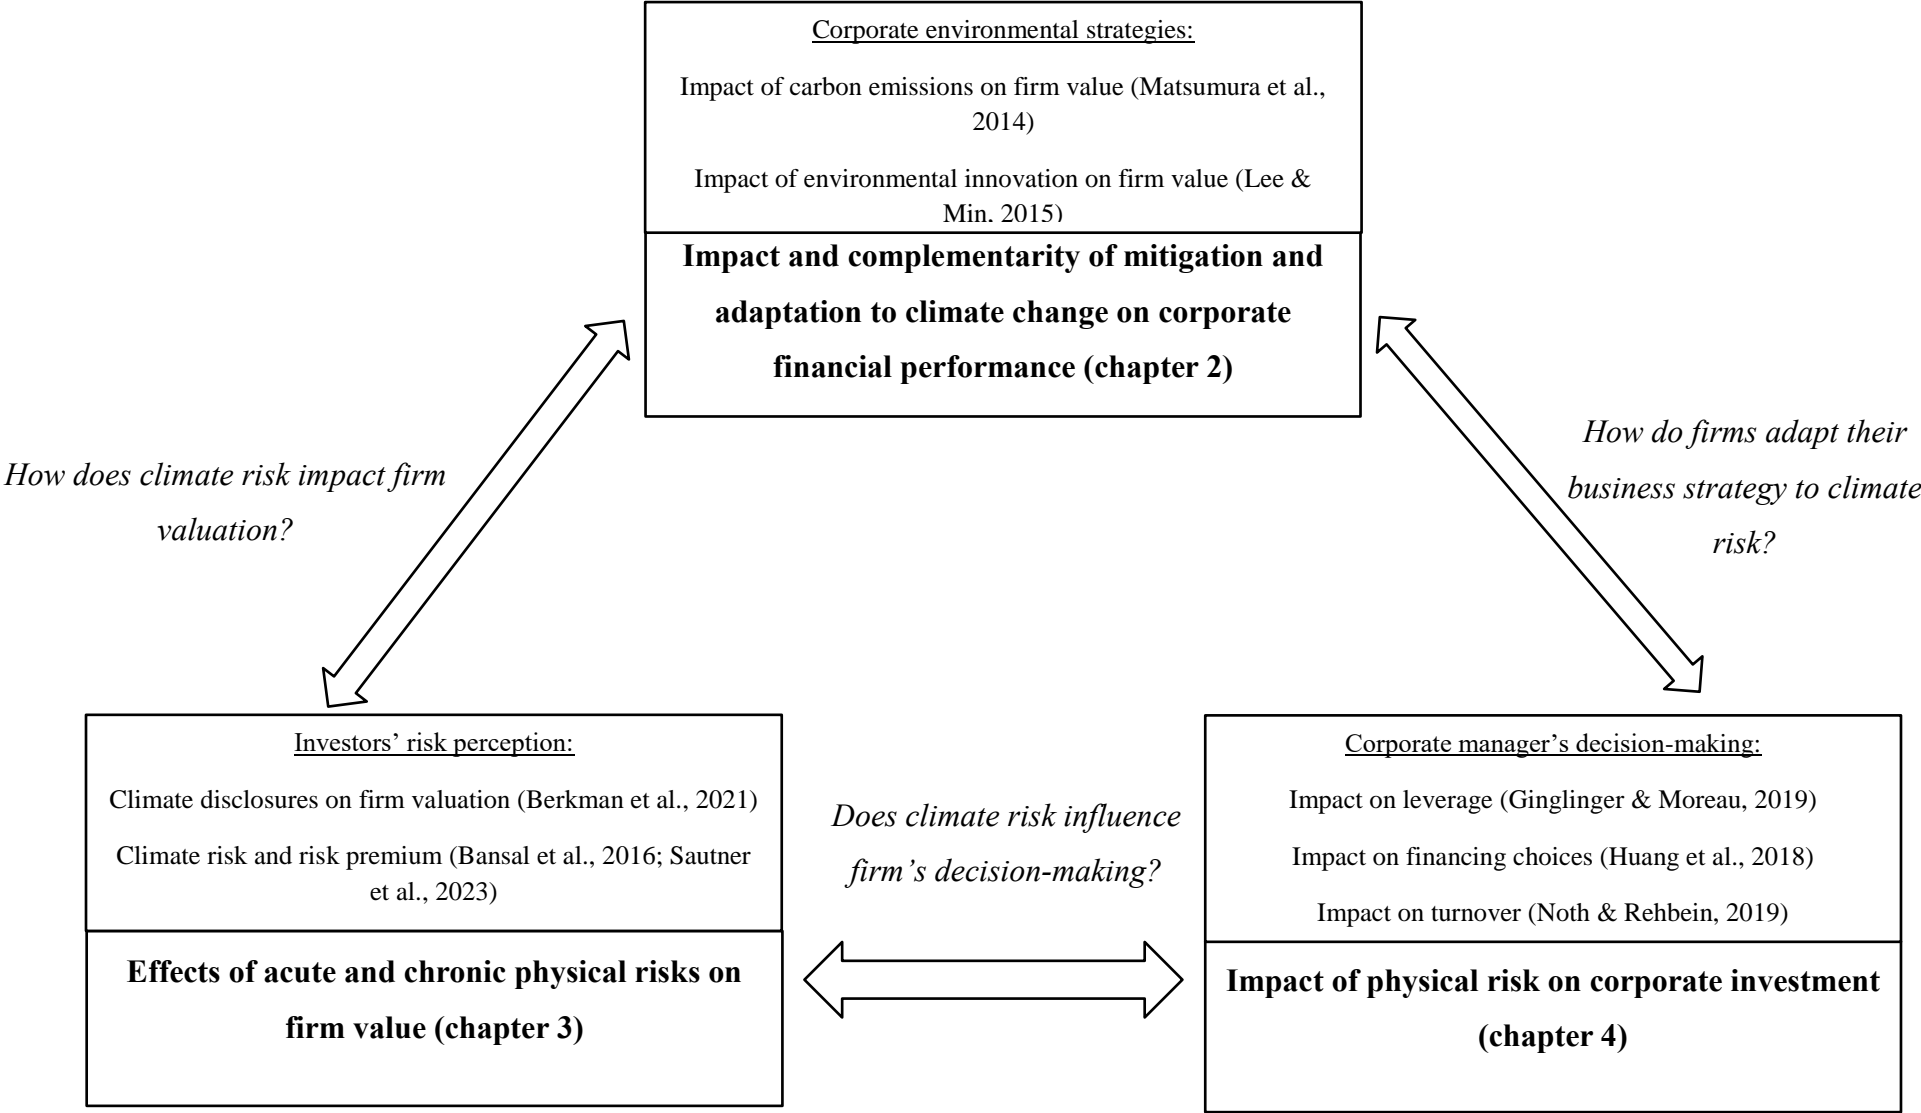 Corporate environmental strategies:
Impact of carbon emissions on firm value (Matsumura et al.,
2014)
Impact of environmental innovation on firm value (Lee &
Min, 2015)
Impact and complementarity of mitigation and
adaptation to climate change on corporate
financial performance (chapter 2)
How does climate risk impact firm
valuation?
How do firms adapt their
business strategy to climate
risk?
Investors’ risk perception:
Climate disclosures on firm valuation (Berkman et al., 2021)
Climate risk and risk premium (Bansal et al., 2016; Sautner
et al., 2023)
Effects of acute and chronic physical risks on
firm value (chapter 3)
Does climate risk influence
firm’s decision-making?
Corporate manager’s decision-making:
Impact on leverage (Ginglinger & Moreau, 2019)
Impact on financing choices (Huang et al., 2018)
Impact on turnover (Noth & Rehbein, 2019)
Impact of physical risk on corporate investment
(chapter 4)